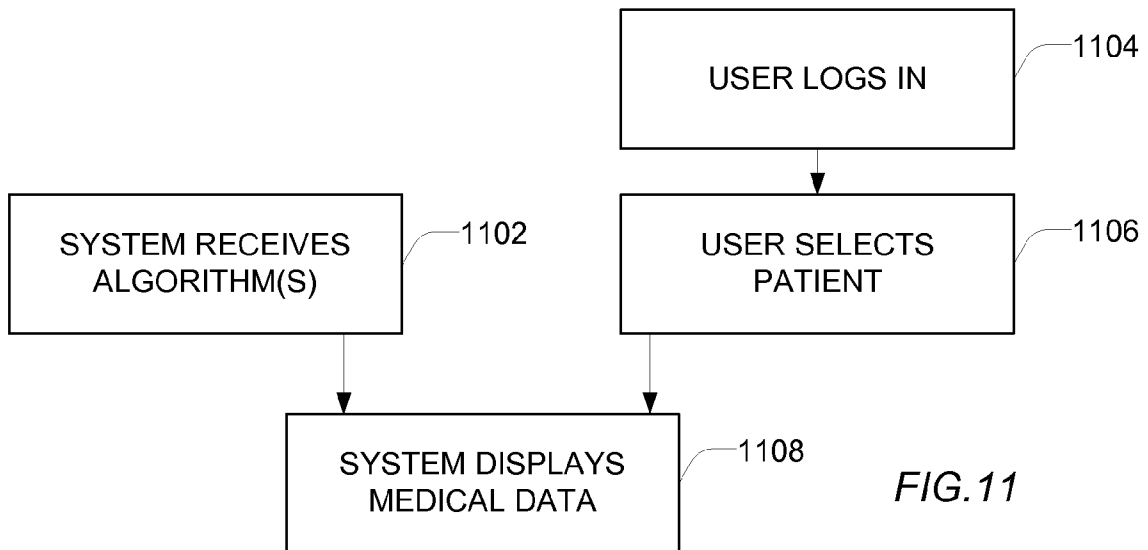 USER LOGS IN
1104
SYSTEM RECEIVES
ALGORITHM(S)
1102
USER SELECTS
PATIENT
1106
SYSTEM DISPLAYS
MEDICAL DATA
1108
FIG.11